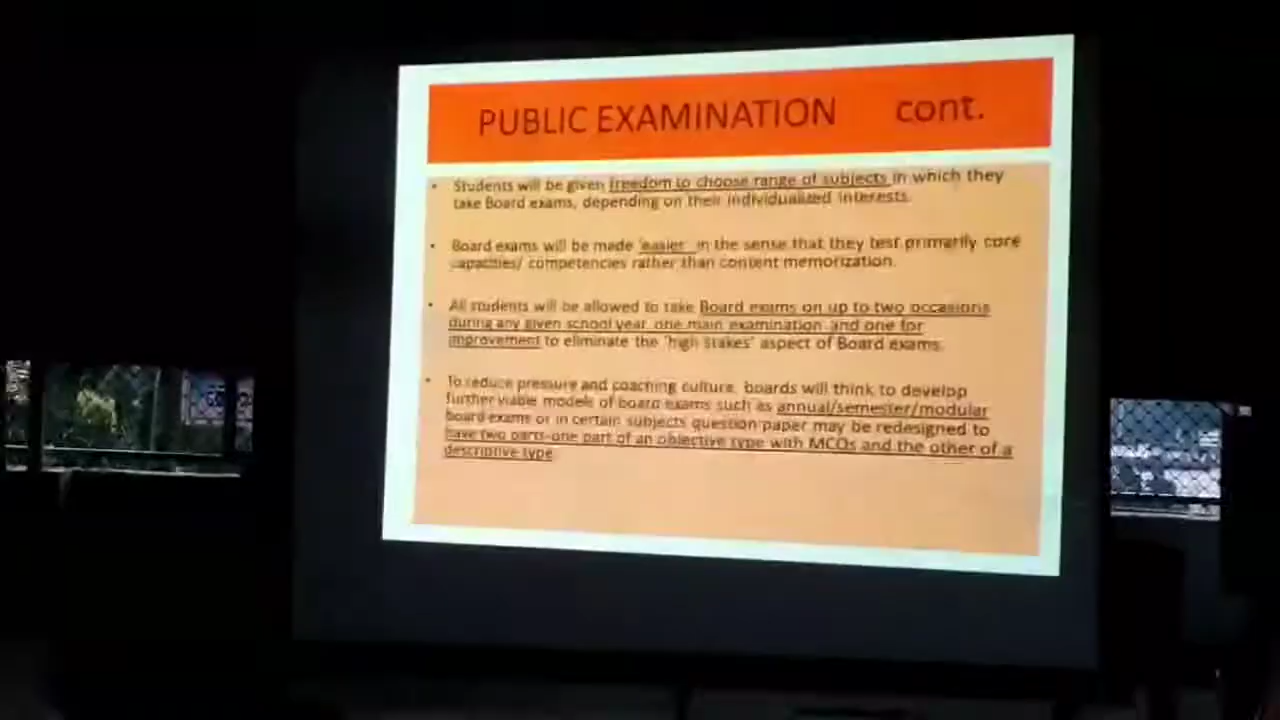 PUBLIC EXAMINATION cont.
• Students will be given freedom to choose range of subjects in which they
take Board exams, depending on their individualized interests.
• Board exams will be made 'easier' in the sense that they test primarily core
capacities/ competencies rather than content memorization.
• All students will be allowed to take Board exams on up to two occasions
during any given school year, one main examination and one for
improvement to eliminate the 'high stakes' aspect of Board exams.
• To reduce pressure and coaching culture, boards will think to develop
further viable models of board exams such as annual/semester/modular
board exams or in certain subjects question paper may be redesigned to
have two parts-one part of an objective type with MCQs and the other of a
descriptive type